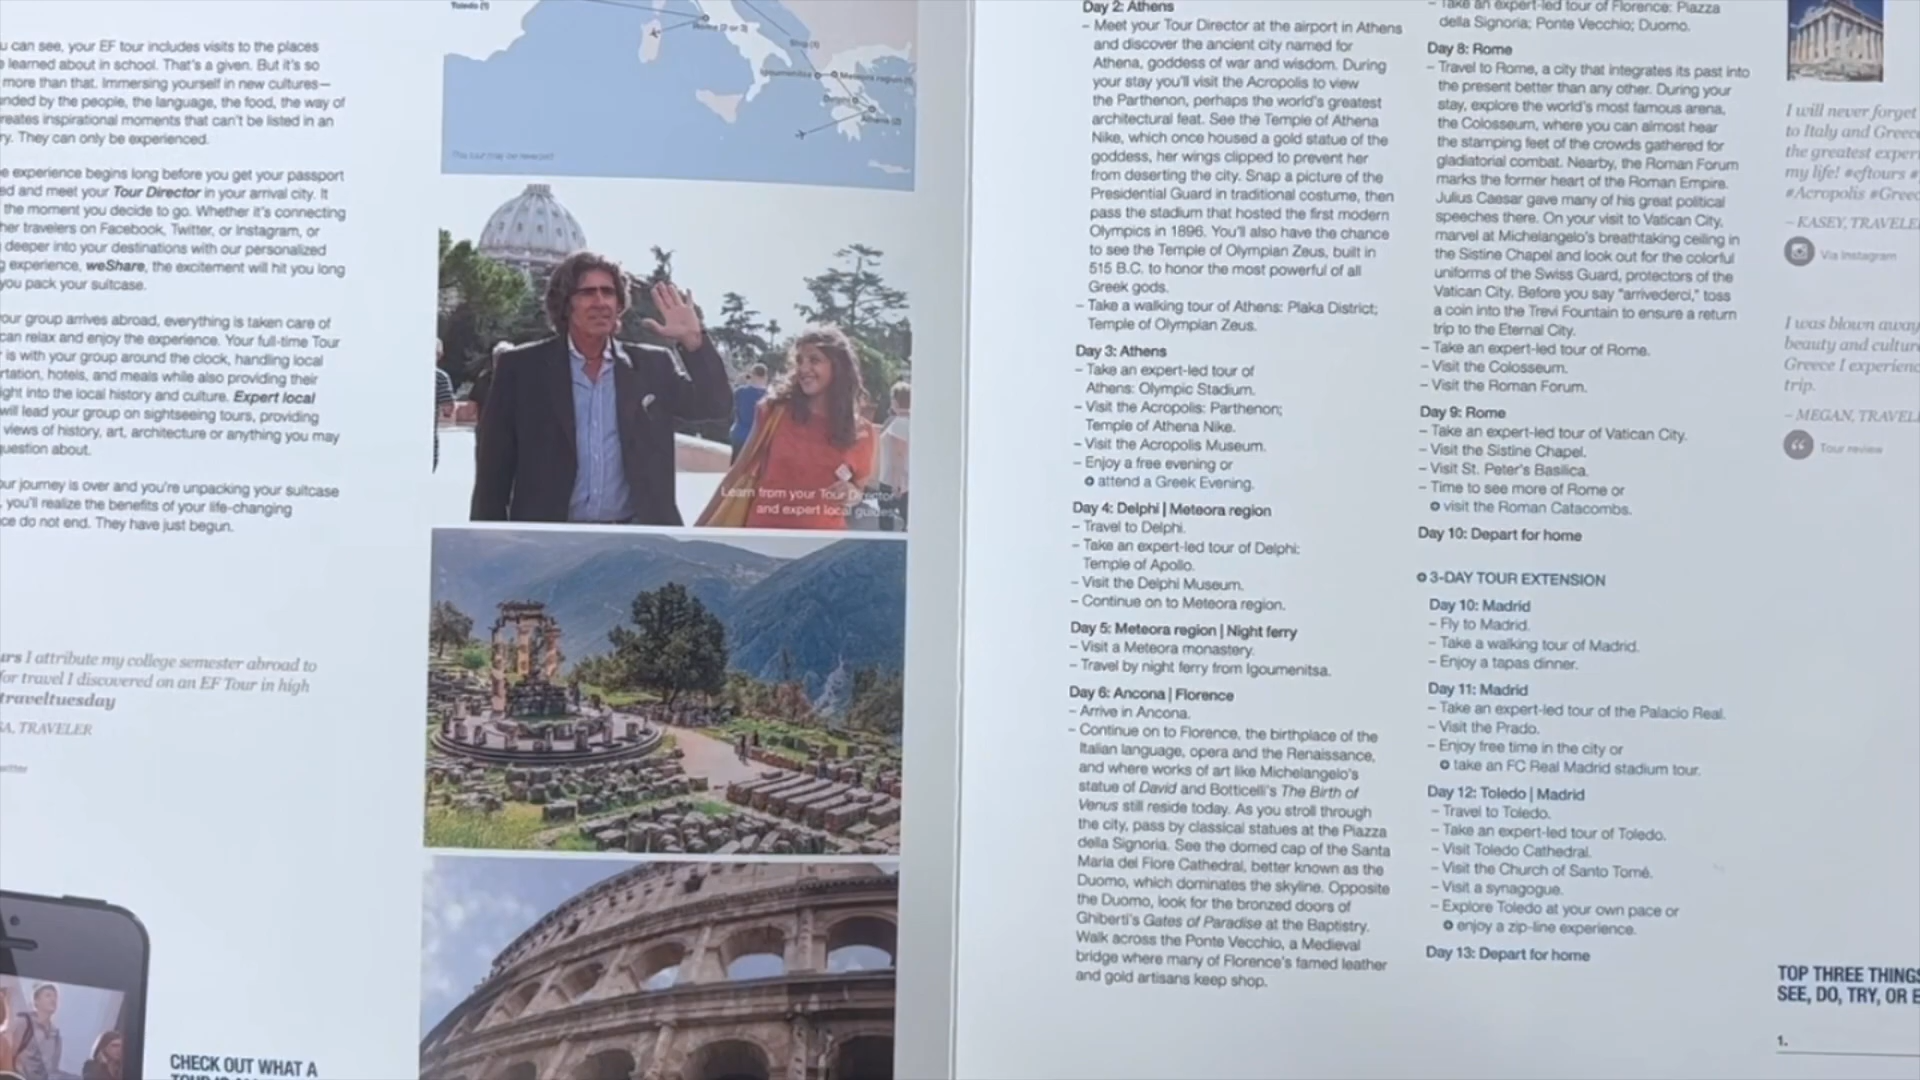 u can see, your EF tour includes visits to the places
learned about in school. That's a given. But it's so
more than that. Immersing yourself in new cultures—
nded by the people, the language, the food, the way of
reates inspirational moments that can't be listed in an
ry. They can only be experienced.
e experience begins long before you get your passport
ed and meet your Tour Director in your arrival city. It
the moment you decide to go. Whether it's connecting
her travelers on Facebook, Twitter, or Instagram, or
deeper into your destinations with our personalized
g experience, weShare, the excitement will hit you long
you pack your suitcase.
our group arrives abroad, everything is taken care of
can relax and enjoy the experience. Your full-time Tour
is with your group around the clock, handling local
rtation, hotels, and meals while also providing their
ight into the local history and culture. Expert local
will lead your group on sightseeing tours, providing
views of history, art, architecture or anything you may
uestion about.
ur journey is over and you're unpacking your suitcase
, you'll realize the benefits of your life-changing
ce do not end. They have just begun.
urs I attribute my college semester abroad to
for travel I discovered on an EF Tour in high
traveltuesday
SA, TRAVELER
CHECK OUT WHAT A
Toledo (1)
Rome (2 or 3)
Igoumenitsa
Meteora region (1)
Delphi
Athens (2)
This tour may be reversed
Learn from your Tour Director
and expert local guides
Day 2: Athens
– Meet your Tour Director at the airport in Athens
and discover the ancient city named for
Athena, goddess of war and wisdom. During
your stay you'll visit the Acropolis to view
the Parthenon, perhaps the world's greatest
architectural feat. See the Temple of Athena
Nike, which once housed a gold statue of the
goddess, her wings clipped to prevent her
from deserting the city. Snap a picture of the
Presidential Guard in traditional costume, then
pass the stadium that hosted the first modern
Olympics in 1896. You'll also have the chance
to see the Temple of Olympian Zeus, built in
515 B.C. to honor the most powerful of all
Greek gods.
– Take a walking tour of Athens: Plaka District;
Temple of Olympian Zeus.
Day 3: Athens
– Take an expert-led tour of
Athens: Olympic Stadium.
– Visit the Acropolis: Parthenon;
Temple of Athena Nike.
– Visit the Acropolis Museum.
– Enjoy a free evening or
attend a Greek Evening.
Day 4: Delphi | Meteora region
– Travel to Delphi.
– Take an expert-led tour of Delphi:
Temple of Apollo.
– Visit the Delphi Museum.
– Continue on to Meteora region.
Day 5: Meteora region | Night ferry
– Visit a Meteora monastery.
– Travel by night ferry from Igoumenitsa.
Day 6: Ancona | Florence
– Arrive in Ancona.
– Continue on to Florence, the birthplace of the
Italian language, opera and the Renaissance,
and where works of art like Michelangelo's
statue of David and Botticelli's The Birth of
Venus still reside today. As you stroll through
the city, pass by classical statues at the Piazza
della Signoria. See the domed cap of the Santa
Maria del Fiore Cathedral, better known as the
Duomo, which dominates the skyline. Opposite
the Duomo, look for the bronzed doors of
Ghiberti's Gates of Paradise at the Baptistry.
Walk across the Ponte Vecchio, a Medieval
bridge where many of Florence's famed leather
and gold artisans keep shop.
– Take an expert-led tour of Florence: Piazza
della Signoria; Ponte Vecchio; Duomo.
Day 8: Rome
– Travel to Rome, a city that integrates its past into
the present better than any other. During your
stay, explore the world's most famous arena,
the Colosseum, where you can almost hear
the stamping feet of the crowds gathered for
gladiatorial combat. Nearby, the Roman Forum
marks the former heart of the Roman Empire.
Julius Caesar gave many of his great political
speeches there. On your visit to Vatican City,
marvel at Michelangelo's breathtaking ceiling in
the Sistine Chapel and look out for the colorful
uniforms of the Swiss Guard, protectors of the
Vatican City. Before you say "arrivederci," toss
a coin into the Trevi Fountain to ensure a return
trip to the Eternal City.
– Take an expert-led tour of Rome.
– Visit the Colosseum.
– Visit the Roman Forum.
Day 9: Rome
– Take an expert-led tour of Vatican City.
– Visit the Sistine Chapel.
– Visit St. Peter's Basilica.
– Time to see more of Rome or
visit the Roman Catacombs.
Day 10: Depart for home
3-DAY TOUR EXTENSION
Day 10: Madrid
– Fly to Madrid.
– Take a walking tour of Madrid.
– Enjoy a tapas dinner.
Day 11: Madrid
– Take an expert-led tour of the Palacio Real.
– Visit the Prado.
– Enjoy free time in the city or
take an FC Real Madrid stadium tour.
Day 12: Toledo | Madrid
– Travel to Toledo.
– Take an expert-led tour of Toledo.
– Visit Toledo Cathedral.
– Visit the Church of Santo Tomé.
– Visit a synagogue.
– Explore Toledo at your own pace or
enjoy a zip-line experience.
Day 13: Depart for home
I will never forget
to Italy and Greece
the greatest exper
my life! #eftours #
#Acropolis #Greec
– KASEY, TRAVELE
Via Instagram
I was blown away
beauty and culture
Greece I experienc
trip.
– MEGAN, TRAVEL
Tour review
TOP THREE THINGS
SEE, DO, TRY, OR E
1.